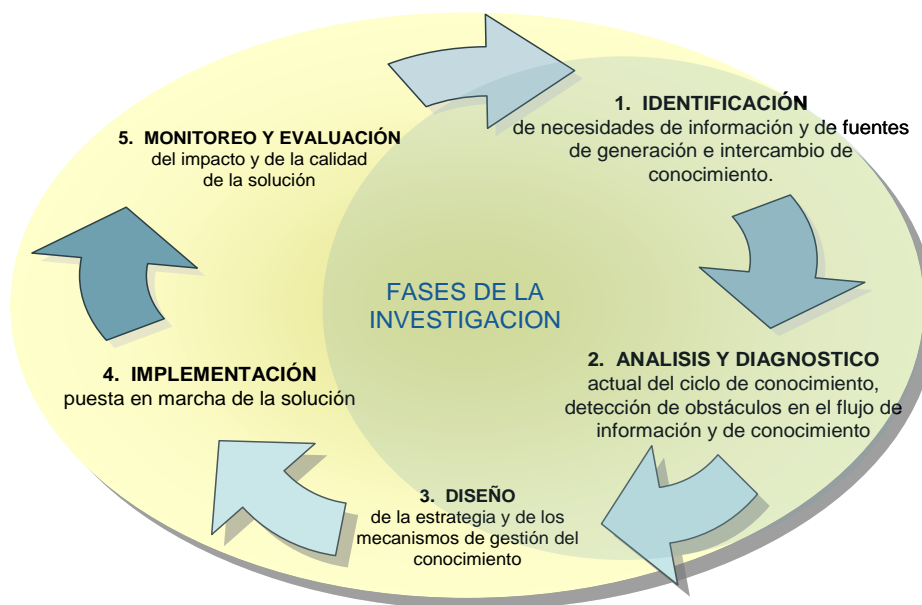 1. IDENTIFICACIÓN
de necesidades de información y de fuentes
de generación e intercambio de
conocimiento.
5. MONITOREO Y EVALUACIÓN
del impacto y de la calidad
de la solución
FASES DE LA
INVESTIGACION
2. ANALISIS Y DIAGNOSTICO
actual del ciclo de conocimiento,
detección de obstáculos en el flujo de
información y de conocimiento
4. IMPLEMENTACIÓN
puesta en marcha de la solución
3. DISEÑO
de la estrategia y de los
mecanismos de gestión del
conocimiento